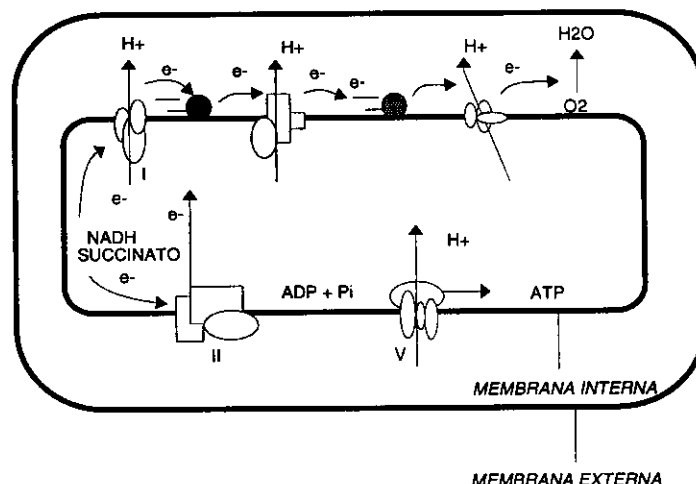 H2O
H+
H+
H+
e-
e-
e-
e-
e-
O2
I
e-
e-
NADH
SUCCINATO
H+
e-
ADP + Pi
ATP
II
V
MEMBRANA INTERNA
MEMBRANA EXTERNA